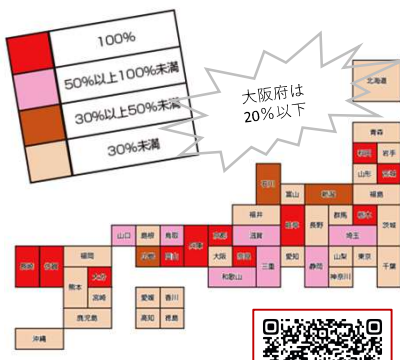 100%
50%以上100%未満
30%以上50%未満
30%未満
大阪府は
20%以下
北海道
青森
秋田 岩手
山形 宮城
石川 富山 新潟 福島
福井 岐阜 長野 群馬 栃木 茨城
山口 島根 鳥取 兵庫 京都 滋賀 埼玉
長崎 佐賀 福岡 広島 岡山 大阪 奈良 三重 愛知 静岡 山梨 東京 千葉
熊本 大分 和歌山 神奈川
宮崎 愛媛 香川
鹿児島 高知 徳島
沖縄